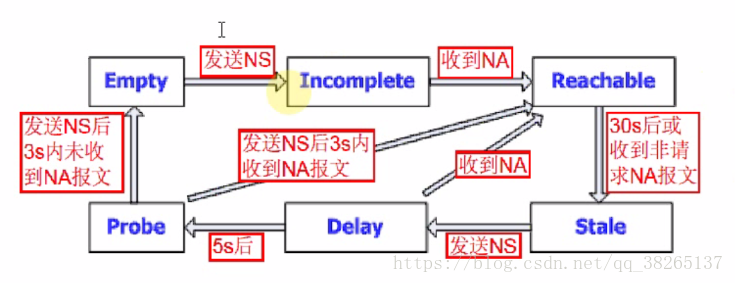 发送NS
收到NA
Empty
Incomplete
Reachable
发送NS后
3s内未收
到NA报文
发送NS后3s内
收到NA报文
收到NA
30s后或
收到非请
求NA报文
Probe
Delay
Stale
5s后
发送NS
https://blog.csdn.net/qq_38265137